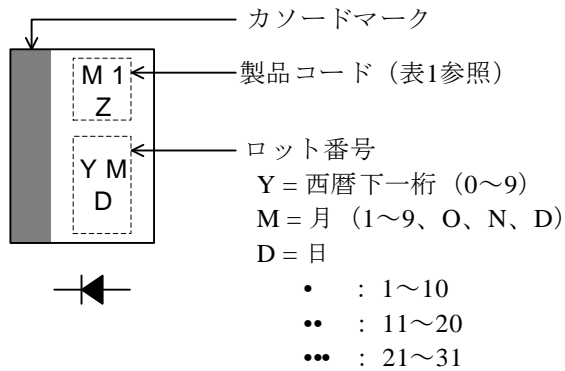 カソードマーク
M 1
Z
製品コード（表1参照）
Y M
D
ロット番号
Y = 西暦下一桁（0～9）
M = 月（1～9、O、N、D）
D = 日
• : 1～10
•• : 11～20
••• : 21～31